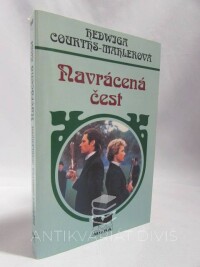 HEDWIGA
COURTHS-MAHLEROVÁ
Navrácená
čest
ANTIKVARIÁT DIVIŠ